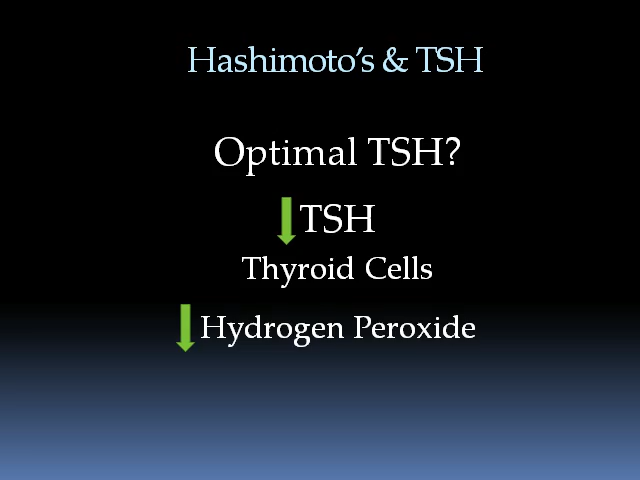 Hashimoto’s & TSH
Optimal TSH?
TSH
Thyroid Cells
Hydrogen Peroxide